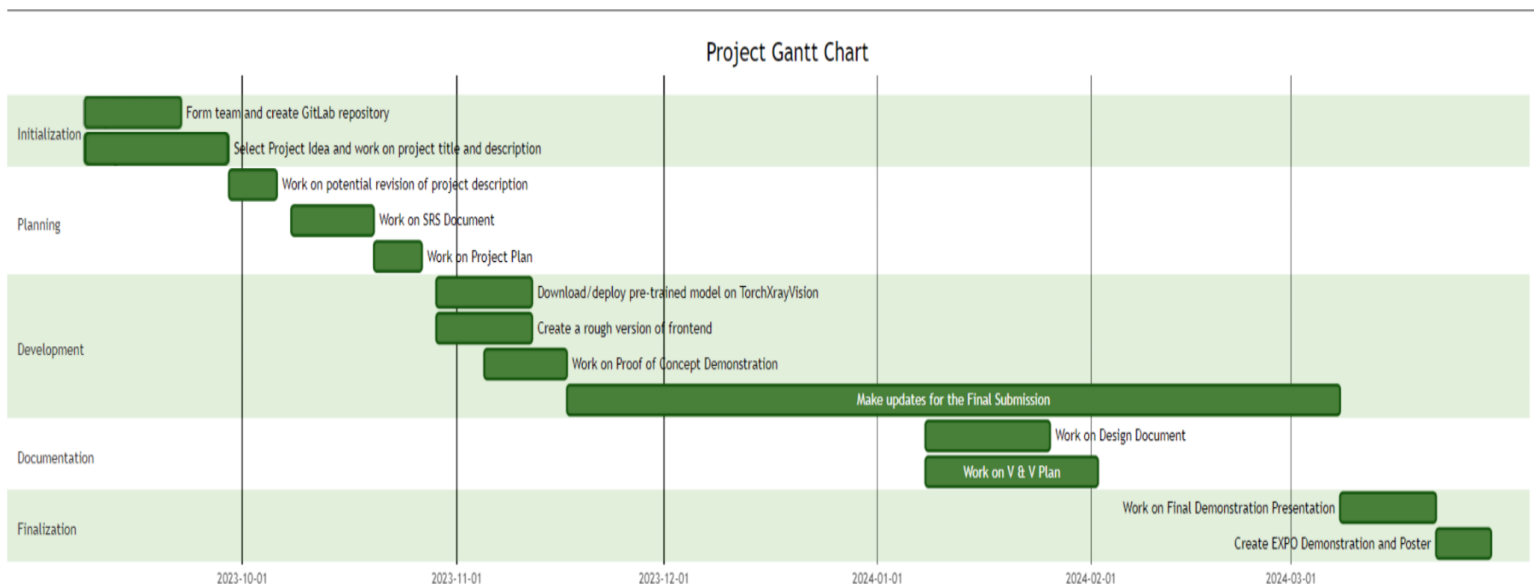 Project Gantt Chart
Form team and create GitLab repository
Initialization
Select Project Idea and work on project title and description
Work on potential revision of project description
Planning
Work on SRS Document
Work on Project Plan
Download/deploy pre-trained model on TorchXrayVision
Create a rough version of frontend
Development
Work on Proof of Concept Demonstration
Make updates for the Final Submission
Work on Design Document
Documentation
Work on V & V Plan
Work on Final Demonstration Presentation
Finalization
Create EXPO Demonstration and Poster
2023-10-01 2023-11-01 2023-12-01 2024-01-01 2024-02-01 2024-03-01